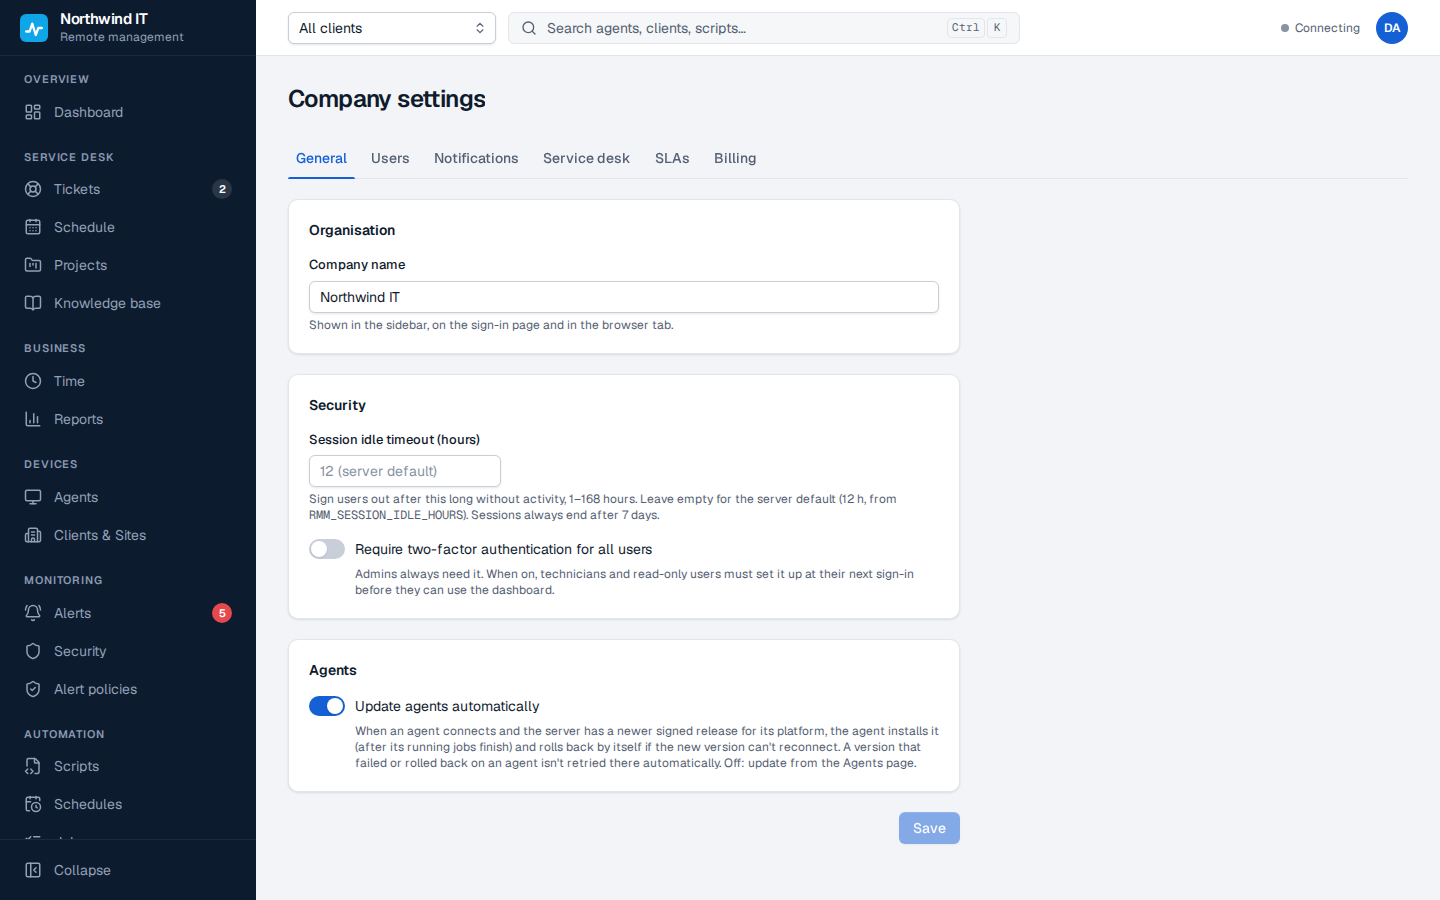 Northwind IT
Remote management
OVERVIEW
Dashboard
SERVICE DESK
Tickets
2
Schedule
Projects
Knowledge base
BUSINESS
Time
Reports
DEVICES
Agents
Clients & Sites
MONITORING
Alerts
5
Security
Alert policies
AUTOMATION
Scripts
Schedules
Collapse
All clients
Search agents, clients, scripts...
Ctrl K
Connecting
DA
Company settings
General
Users
Notifications
Service desk
SLAs
Billing
Organisation
Company name
Northwind IT
Shown in the sidebar, on the sign-in page and in the browser tab.
Security
Session idle timeout (hours)
12 (server default)
Sign users out after this long without activity, 1–168 hours. Leave empty for the server default (12 h, from
RMM_SESSION_IDLE_HOURS). Sessions always end after 7 days.
Require two-factor authentication for all users
Admins always need it. When on, technicians and read-only users must set it up at their next sign-in
before they can use the dashboard.
Agents
Update agents automatically
When an agent connects and the server has a newer signed release for its platform, the agent installs it
(after its running jobs finish) and rolls back by itself if the new version can't reconnect. A version that
failed or rolled back on an agent isn't retried there automatically. Off: update from the Agents page.
Save